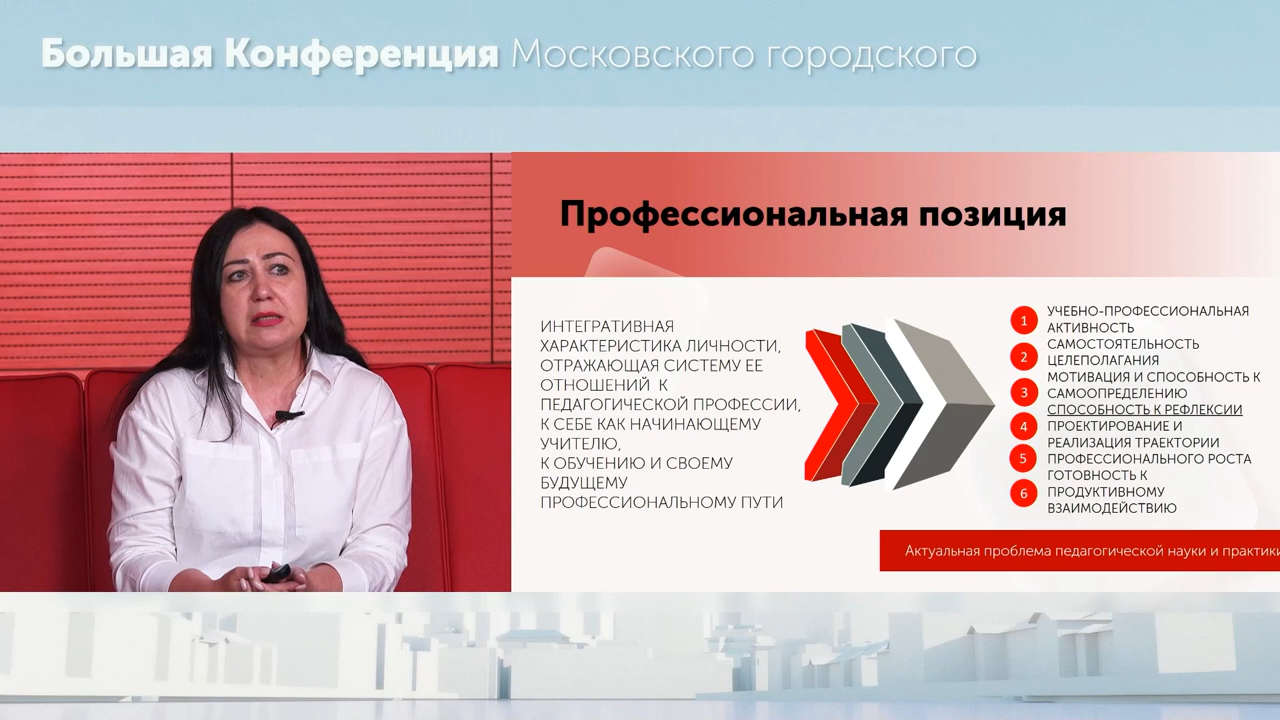 Большая Конференция Московского городского
Профессиональная позиция
ИНТЕГРАТИВНАЯ
ХАРАКТЕРИСТИКА ЛИЧНОСТИ,
ОТРАЖАЮЩАЯ СИСТЕМУ ЕЕ
ОТНОШЕНИЙ К
ПЕДАГОГИЧЕСКОЙ ПРОФЕССИИ,
К СЕБЕ КАК НАЧИНАЮЩЕМУ
УЧИТЕЛЮ,
К ОБУЧЕНИЮ И СВОЕМУ
БУДУЩЕМУ
ПРОФЕССИОНАЛЬНОМУ ПУТИ
1
2
3
4
5
6
УЧЕБНО-ПРОФЕССИОНАЛЬНАЯ
АКТИВНОСТЬ
САМОСТОЯТЕЛЬНОСТЬ
ЦЕЛЕПОЛАГАНИЯ
МОТИВАЦИЯ И СПОСОБНОСТЬ К
САМООПРЕДЕЛЕНИЮ
СПОСОБНОСТЬ К РЕФЛЕКСИИ
ПРОЕКТИРОВАНИЕ И
РЕАЛИЗАЦИЯ ТРАЕКТОРИИ
ПРОФЕССИОНАЛЬНОГО РОСТА
ГОТОВНОСТЬ К
ПРОДУКТИВНОМУ
ВЗАИМОДЕЙСТВИЮ
Актуальная проблема педагогической науки и практики